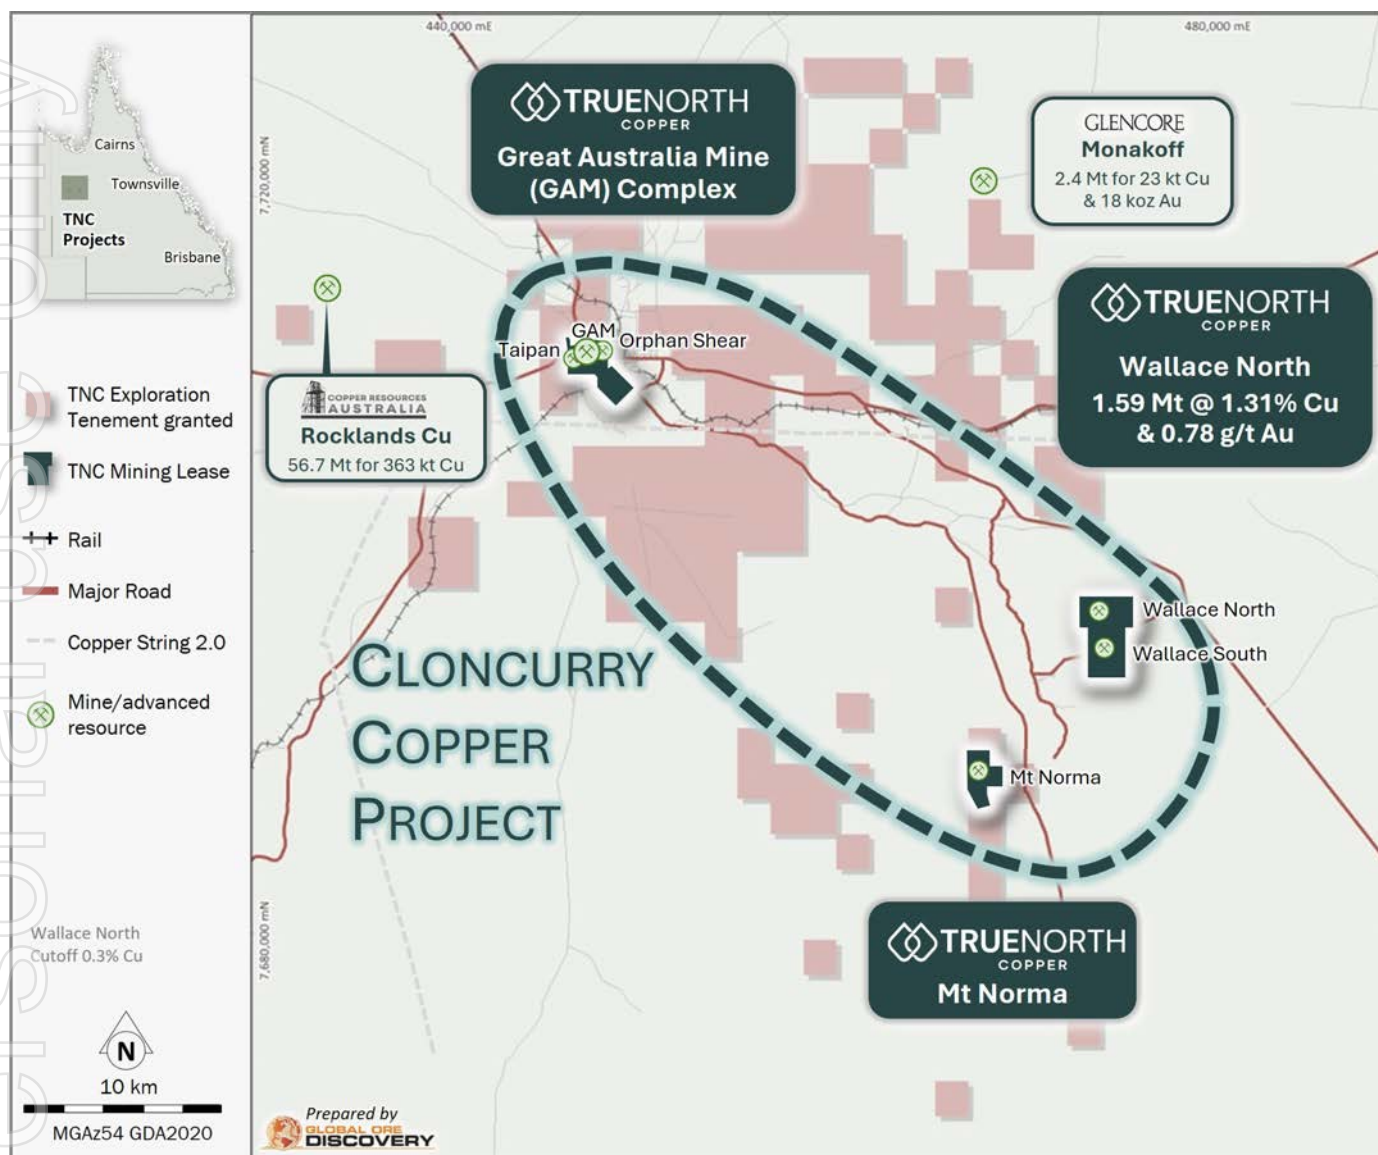 440,000 mE
480,000 mE
7,720,000 mN
7,680,000 mN
Cairns
Townsville
TNC
Projects
Brisbane
TNC Exploration
Tenement granted
TNC Mining Lease
Rail
Major Road
Copper String 2.0
Mine/advanced
resource
Wallace North
Cutoff 0.3% Cu
N
10 km
MGAz54 GDA2020
TRUENORTH
COPPER
Great Australia Mine
(GAM) Complex
GLENCORE
Monakoff
2.4 Mt for 23 kt Cu
& 18 koz Au
TRUENORTH
COPPER
Wallace North
1.59 Mt @ 1.31% Cu
& 0.78 g/t Au
GAM
Taipan
Orphan Shear
COPPER RESOURCES
AUSTRALIA
Rocklands Cu
56.7 Mt for 363 kt Cu
Wallace North
Wallace South
CLONCURRY
COPPER
PROJECT
Mt Norma
TRUENORTH
COPPER
Mt Norma
Prepared by
GLOBAL ORE
DISCOVERY